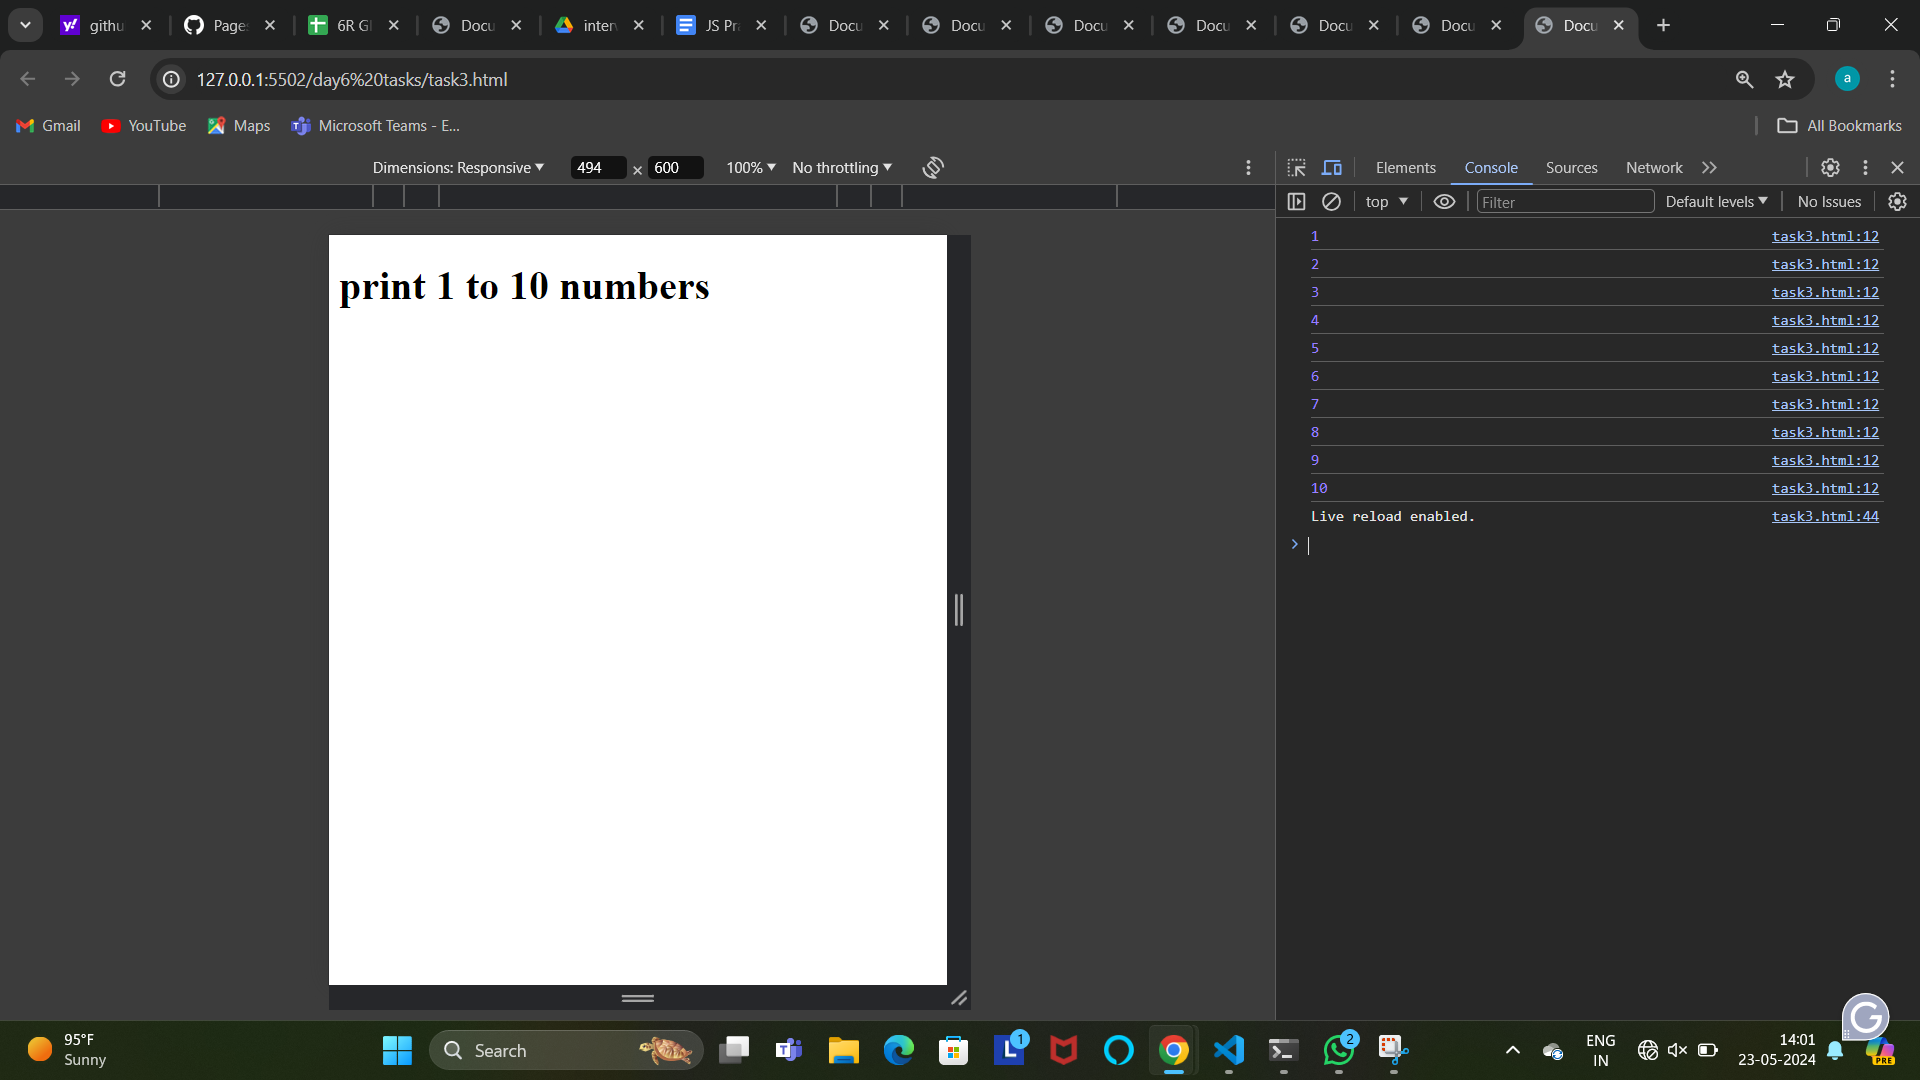 githu
Page
6R Gl
Docu
inter
JS Pr
Docu
Docu
Docu
Docu
Docu
Docu
Docu
127.0.0.1:5502/day6%20tasks/task3.html
a
Gmail
YouTube
Maps
Microsoft Teams - E...
All Bookmarks
Dimensions: Responsive
494 × 600
100%
No throttling
Elements
Console
Sources
Network
top
Filter
Default levels
No Issues
print 1 to 10 numbers
1 task3.html:12
2 task3.html:12
3 task3.html:12
4 task3.html:12
5 task3.html:12
6 task3.html:12
7 task3.html:12
8 task3.html:12
9 task3.html:12
10 task3.html:12
Live reload enabled. task3.html:44
95°F
Sunny
Search
L
1
2
ENG
IN
14:01
23-05-2024
G
PRE